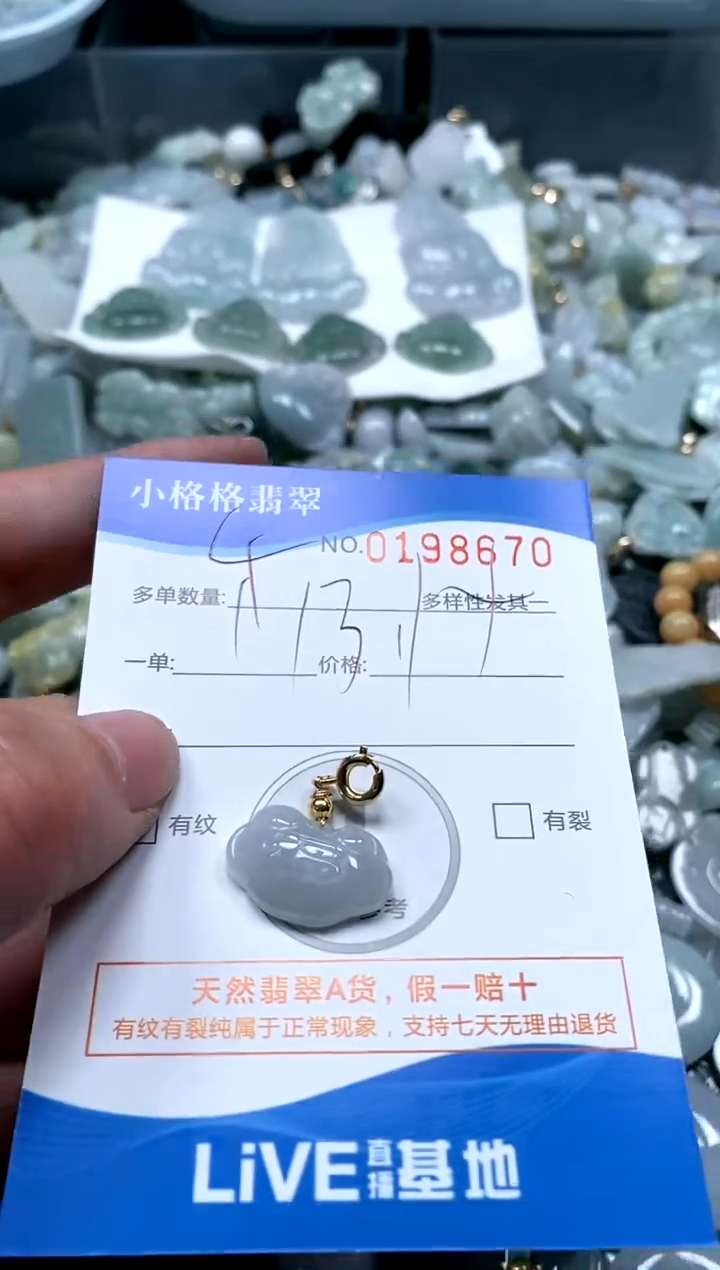 小格格翡翠
NO.0198670
多单数量:
多样性发其一
一单:
价格:
有纹
有裂
考
天然翡翠A货，假一赔十
有纹有裂纯属于正常现象，支持七天无理由退货
LiVE直播基地